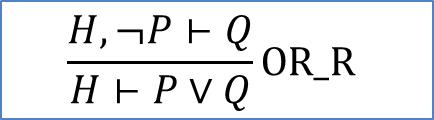 H, ¬P ⊢ Q
H ⊢ P ∨ Q OR_R